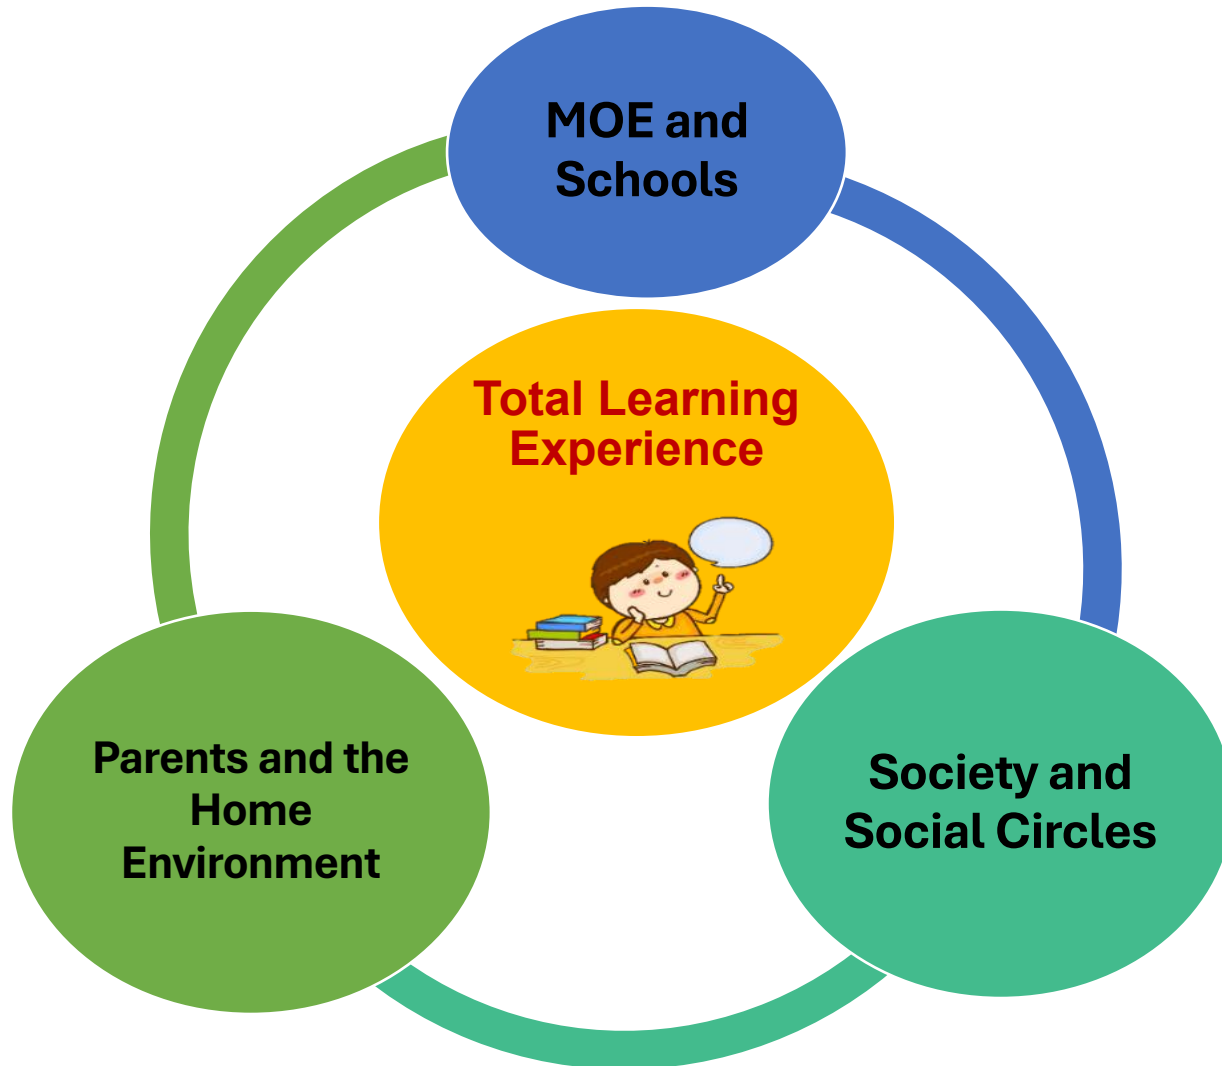 MOE and
Schools
Total Learning
Experience
Parents and the
Home
Environment
Society and
Social Circles